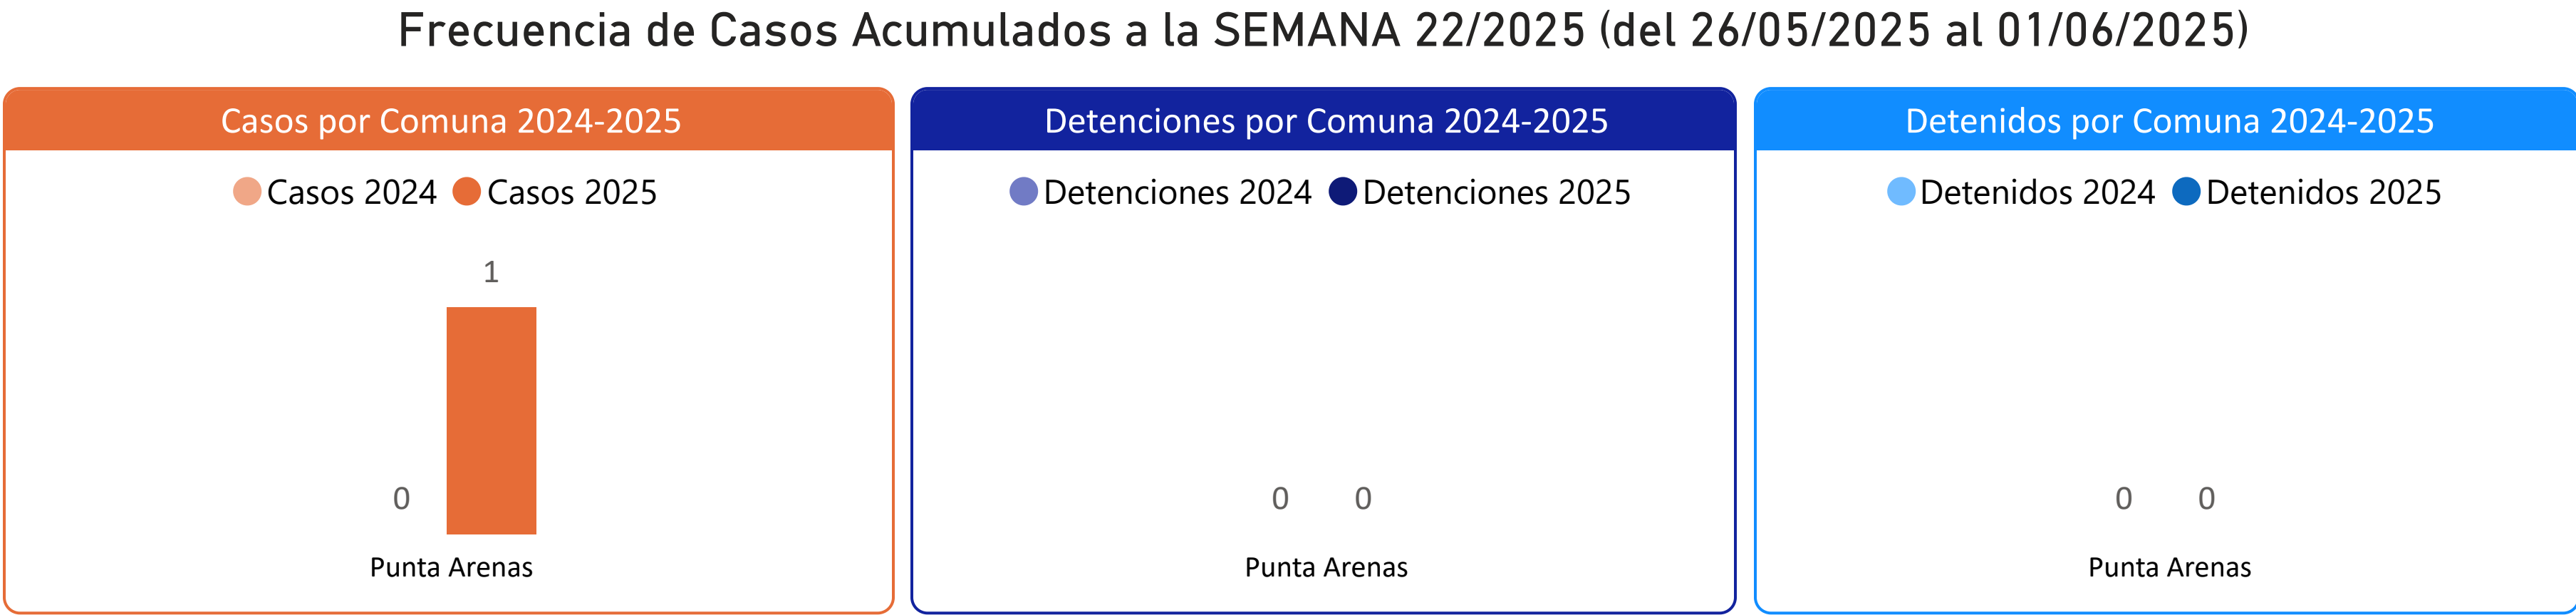 Frecuencia de Casos Acumulados a la SEMANA 22/2025 (del 26/05/2025 al 01/06/2025)
Casos por Comuna 2024-2025
Casos 2024 Casos 2025
1
0
Punta Arenas
Detenciones por Comuna 2024-2025
Detenciones 2024 Detenciones 2025
0 0
Punta Arenas
Detenidos por Comuna 2024-2025
Detenidos 2024 Detenidos 2025
0 0
Punta Arenas